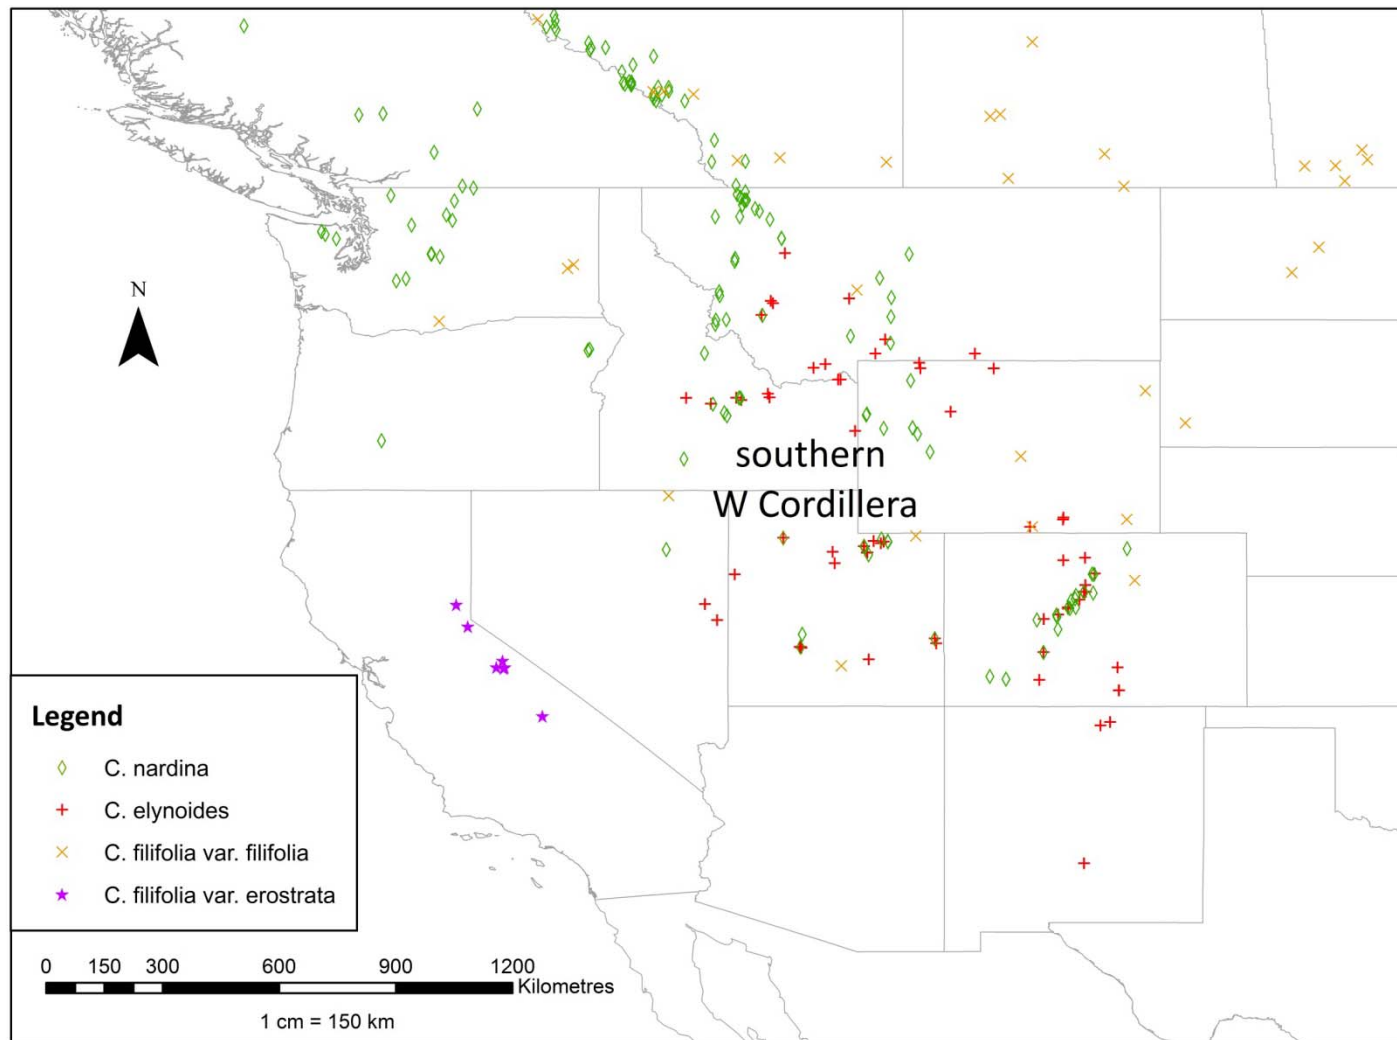 N
southern
W Cordillera
Legend
C. nardina
C. elynoides
C. filifolia var. filifolia
C. filifolia var. erostrata
0 150 300 600 900 1200
Kilometres
1 cm = 150 km